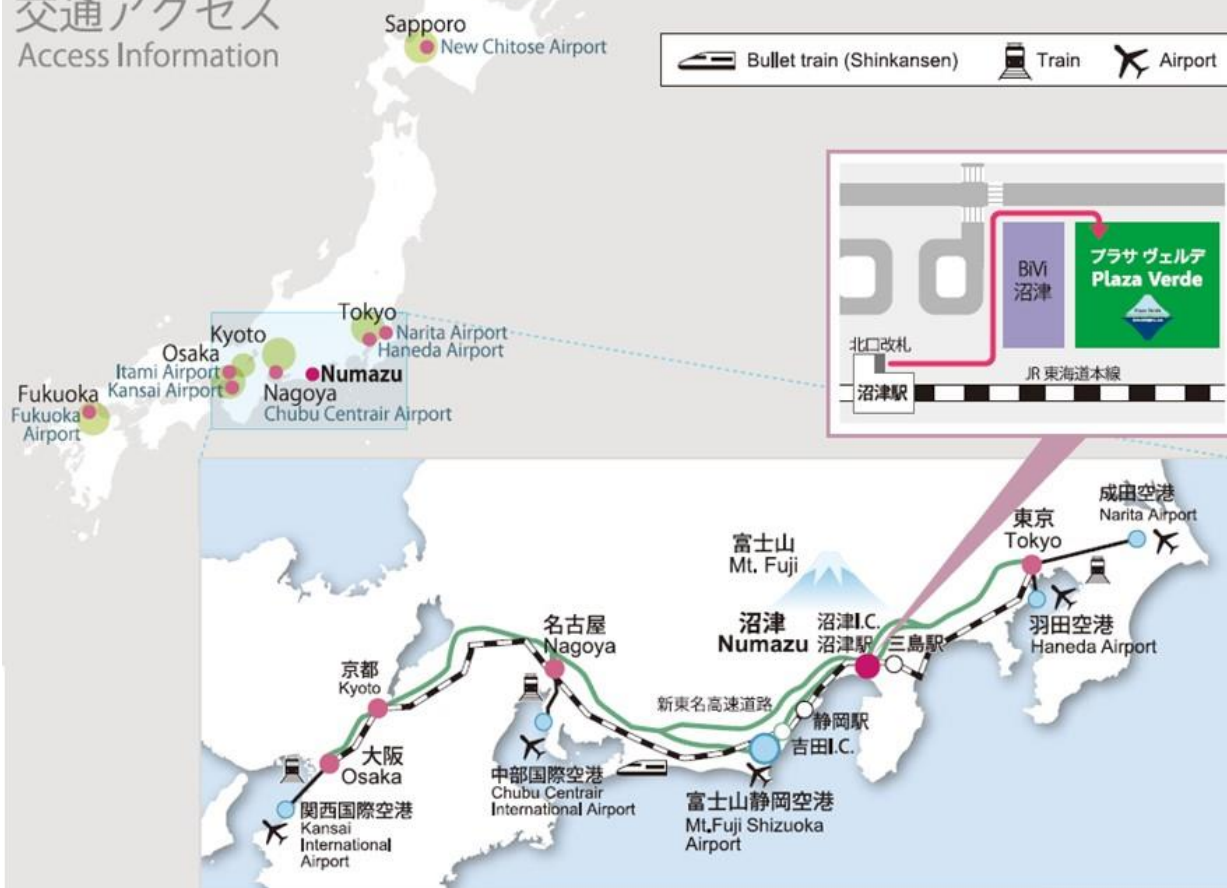 交通アクセス
Access Information
Sapporo
New Chitose Airport
Bullet train (Shinkansen)
Train
Airport
Tokyo
Narita Airport
Haneda Airport
Kyoto
Osaka
Itami Airport
Kansai Airport
Numazu
Nagoya
Chubu Centrair Airport
Fukuoka
Fukuoka
Airport
BiVi
沼津
プラサ ヴェルデ
Plaza Verde
北口改札
沼津駅
JR 東海道本線
成田空港
Narita Airport
東京
Tokyo
富士山
Mt. Fuji
羽田空港
Haneda Airport
沼津
Numazu
沼津I.C.
沼津駅
三島駅
名古屋
Nagoya
京都
Kyoto
新東名高速道路
静岡駅
吉田I.C.
大阪
Osaka
中部国際空港
Chubu Centrair
International Airport
富士山静岡空港
Mt.Fuji Shizuoka
Airport
関西国際空港
Kansai
International
Airport